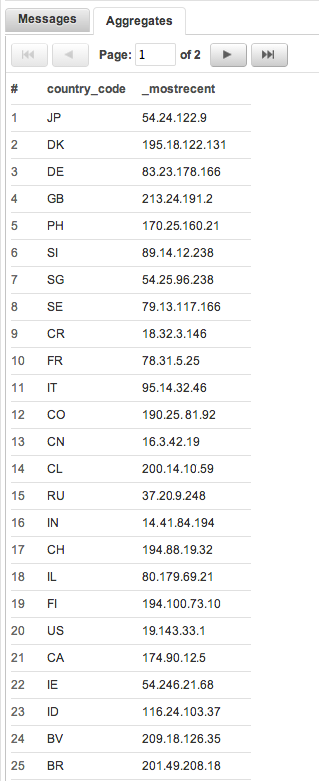 Messages Aggregates
Page: 1 of 2
# country_code _mostrecent
1 JP 54.24.122.9
2 DK 195.18.122.131
3 DE 83.23.178.166
4 GB 213.24.191.2
5 PH 170.25.160.21
6 SI 89.14.12.238
7 SG 54.25.96.238
8 SE 79.13.117.166
9 CR 18.32.3.146
10 FR 78.31.5.25
11 IT 95.14.32.46
12 CO 190.25.81.92
13 CN 16.3.42.19
14 CL 200.14.10.59
15 RU 37.20.9.248
16 IN 14.41.84.194
17 CH 194.88.19.32
18 IL 80.179.69.21
19 FI 194.100.73.10
20 US 19.143.33.1
21 CA 174.90.12.5
22 IE 54.246.21.68
23 ID 116.24.103.37
24 BV 209.18.126.35
25 BR 201.49.208.18